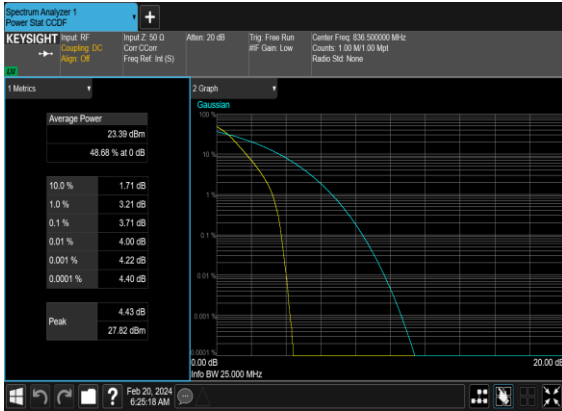 Spectrum Analyzer 1
Power Stat CCDF
+
KEYSIGHT
Input: RF
Coupling: DC
Align: Off
Input Z: 50 Ω
Corr CCorr
Freq Ref: Int (S)
Atten: 20 dB
Trig: Free Run
#IF Gain: Low
Center Freq: 836.500000 MHz
Counts: 1.00 M/1.00 Mpt
Radio Std: None
1 Metrics
Average Power
23.39 dBm
48.68 % at 0 dB
10.0 % 1.71 dB
1.0 % 3.21 dB
0.1 % 3.71 dB
0.01 % 4.00 dB
0.001 % 4.22 dB
0.0001 % 4.40 dB
Peak
4.43 dB
27.82 dBm
2 Graph
Gaussian
100 %
10 %
1 %
0.1 %
0.01 %
0.001 %
0.0001 %
0.00 dB
20.00 dB
Info BW 25.000 MHz
?
Feb 20, 2024
6:25:18 AM